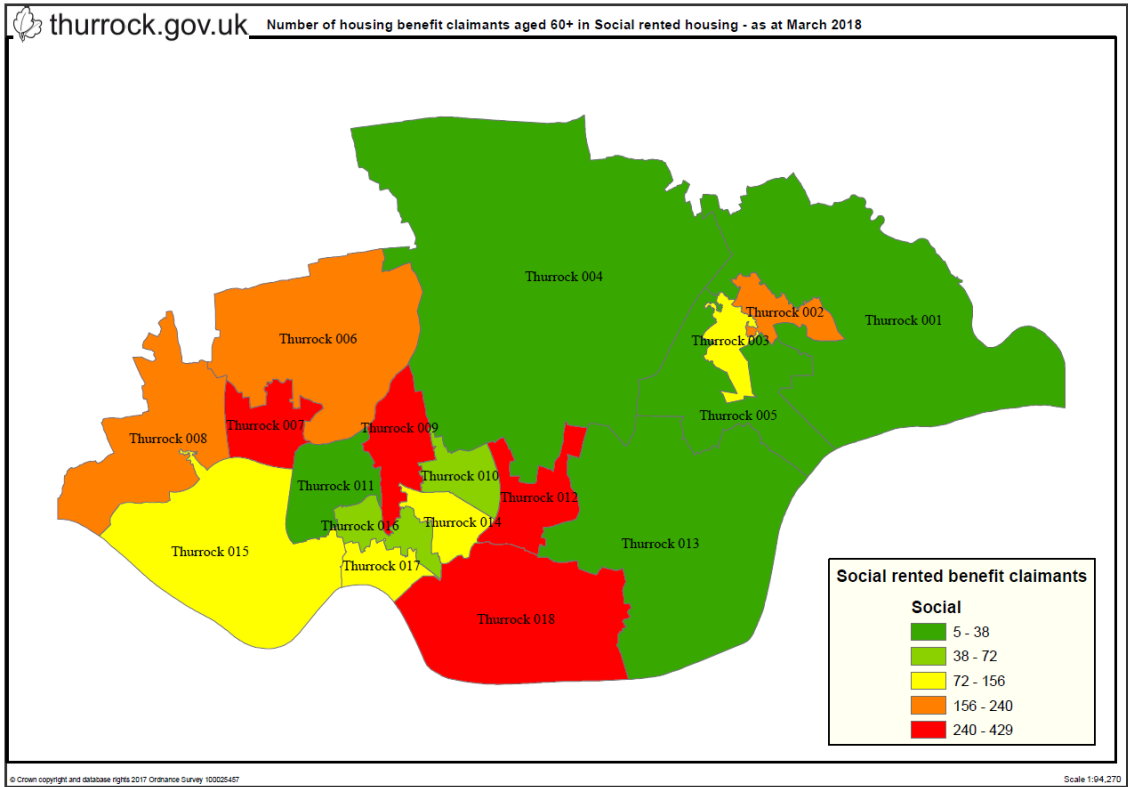 thurrock.gov.uk
Number of housing benefit claimants aged 60+ in Social rented housing - as at March 2018
Thurrock 004
Thurrock 002
Thurrock 001
Thurrock 006
Thurrock 003
Thurrock 005
Thurrock 007
Thurrock 009
Thurrock 008
Thurrock 010
Thurrock 011
Thurrock 012
Thurrock 016
Thurrock 014
Thurrock 015
Thurrock 013
Thurrock 017
Thurrock 018
Social rented benefit claimants
Social
5 - 38
38 - 72
72 - 156
156 - 240
240 - 429
© Crown copyright and database rights 2017 Ordnance Survey 100025457
Scale 1:94,270